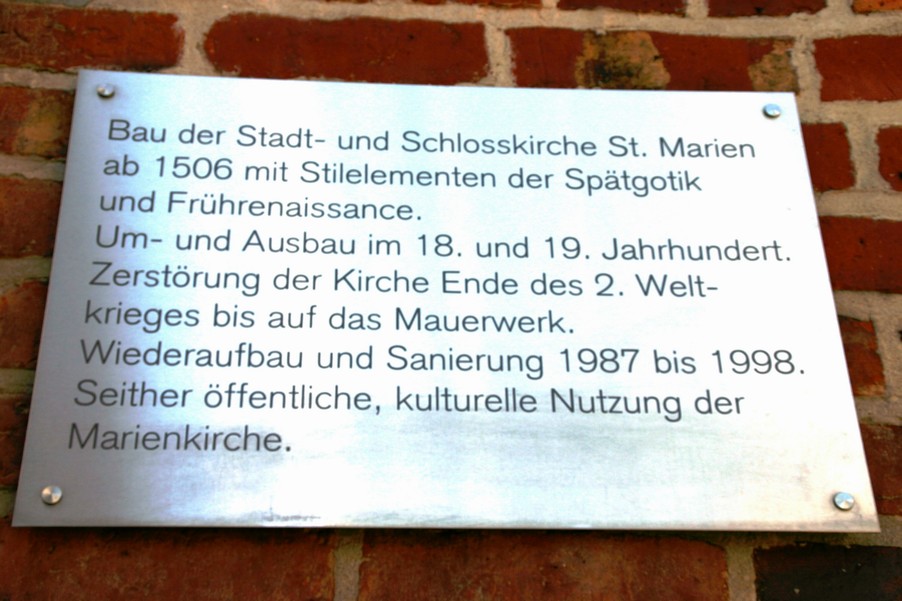 Bau der Stadt- und Schlosskirche St. Marien
ab 1506 mit Stilelementen der Spätgotik
und Frührenaissance.
Um- und Ausbau im 18. und 19. Jahrhundert.
Zerstörung der Kirche Ende des 2. Welt-
krieges bis auf das Mauerwerk.
Wiederaufbau und Sanierung 1987 bis 1998.
Seither öffentliche, kulturelle Nutzung der
Marienkirche.